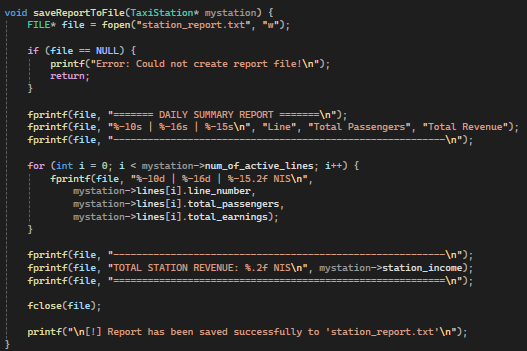 void saveReportToFile(TaxiStation* mystation) {
    FILE* file = fopen("station_report.txt", "w");

    if (file == NULL) {
        printf("Error: Could not create report file!\n");
        return;
    }

    fprintf(file, "======= DAILY SUMMARY REPORT =======\n");
    fprintf(file, "%-10s | %-16s | %-15s\n", "Line", "Total Passengers", "Total Revenue");
    fprintf(file, "----------------------------------------------------------\n");

    for (int i = 0; i < mystation->num_of_active_lines; i++) {
        fprintf(file, "%-10d | %-16d | %-15.2f NIS\n",
            mystation->lines[i].line_number,
            mystation->lines[i].total_passengers,
            mystation->lines[i].total_earnings);
    }

    fprintf(file, "----------------------------------------------------------\n");
    fprintf(file, "TOTAL STATION REVENUE: %.2f NIS\n", mystation->station_income);
    fprintf(file, "==========================================================\n");

    fclose(file);

    printf("\n[!] Report has been saved successfully to 'station_report.txt'\n");
}